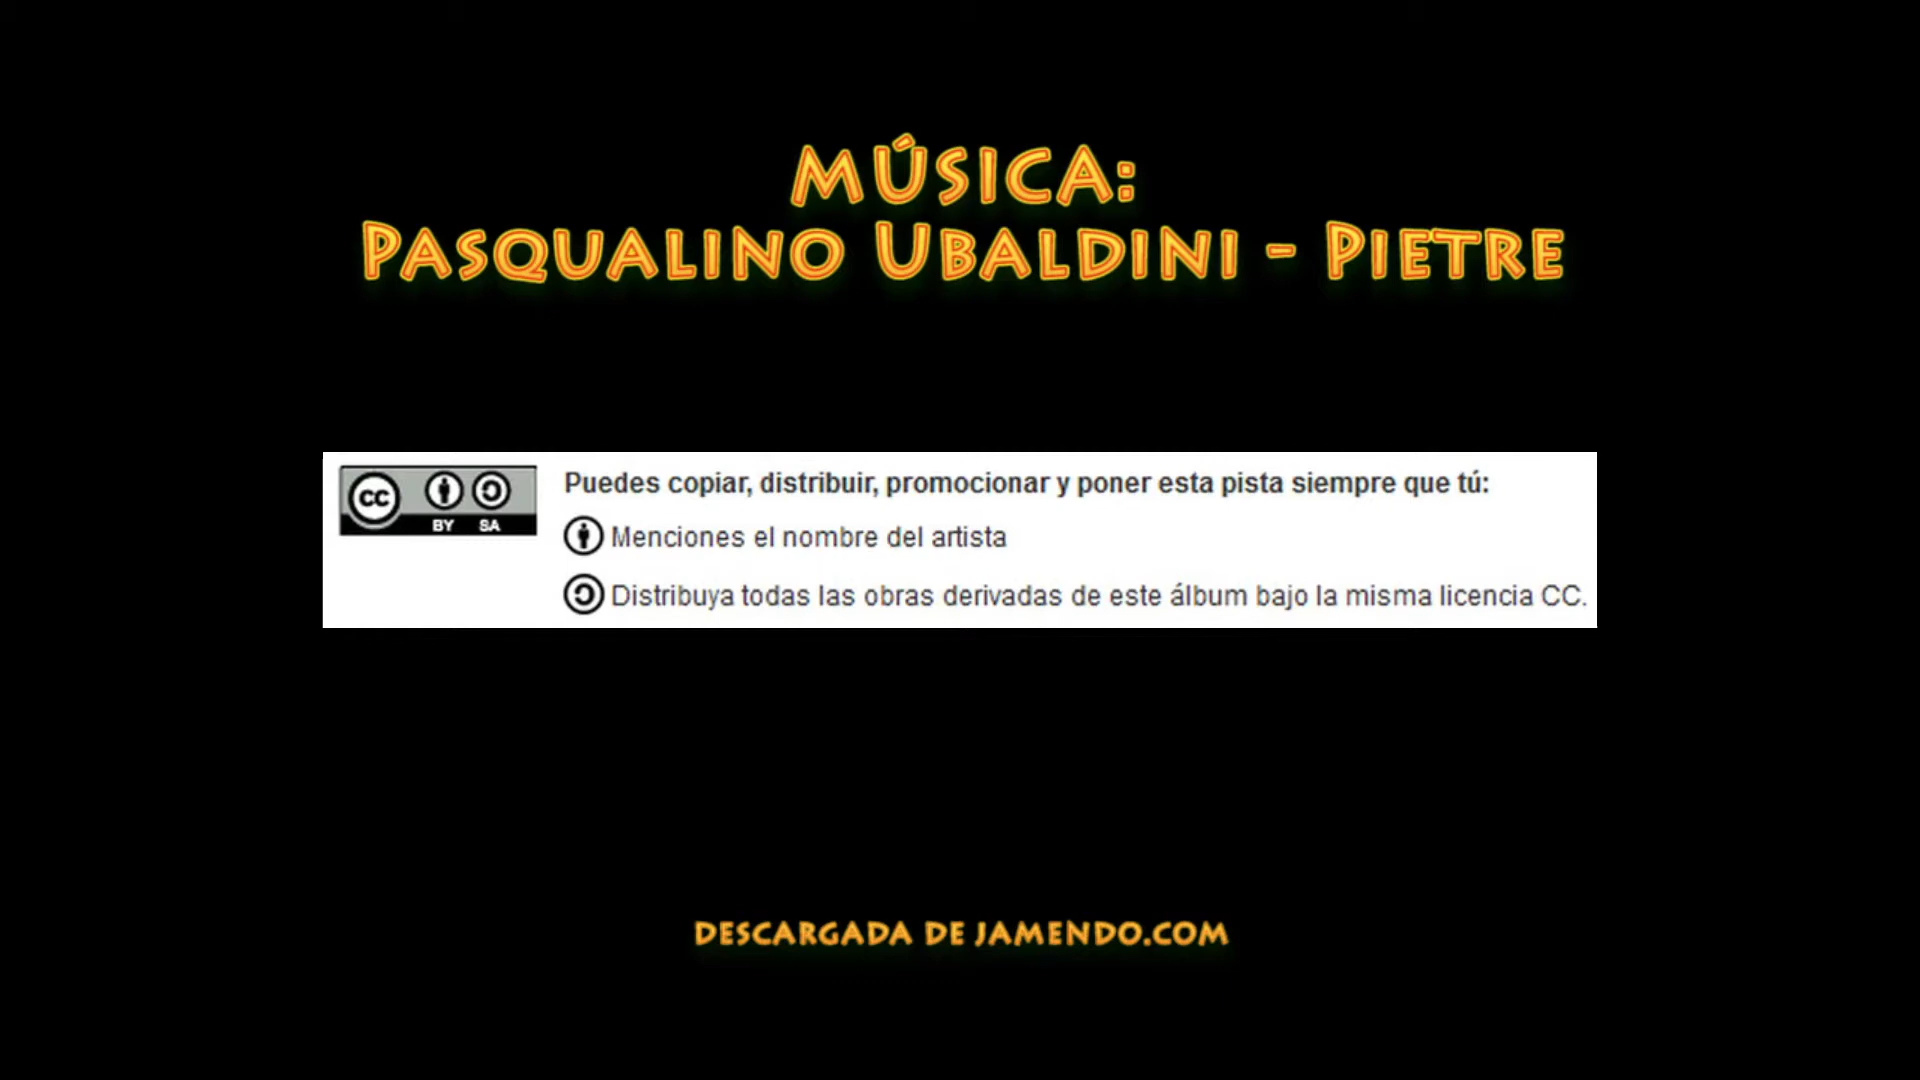 MÚSICA:
PASQUALINO UBALDINI - PIETRE
CC BY SA
Puedes copiar, distribuir, promocionar y poner esta pista siempre que tú:
Menciones el nombre del artista
Distribuya todas las obras derivadas de este álbum bajo la misma licencia CC.
DESCARGADA DE JAMENDO.COM